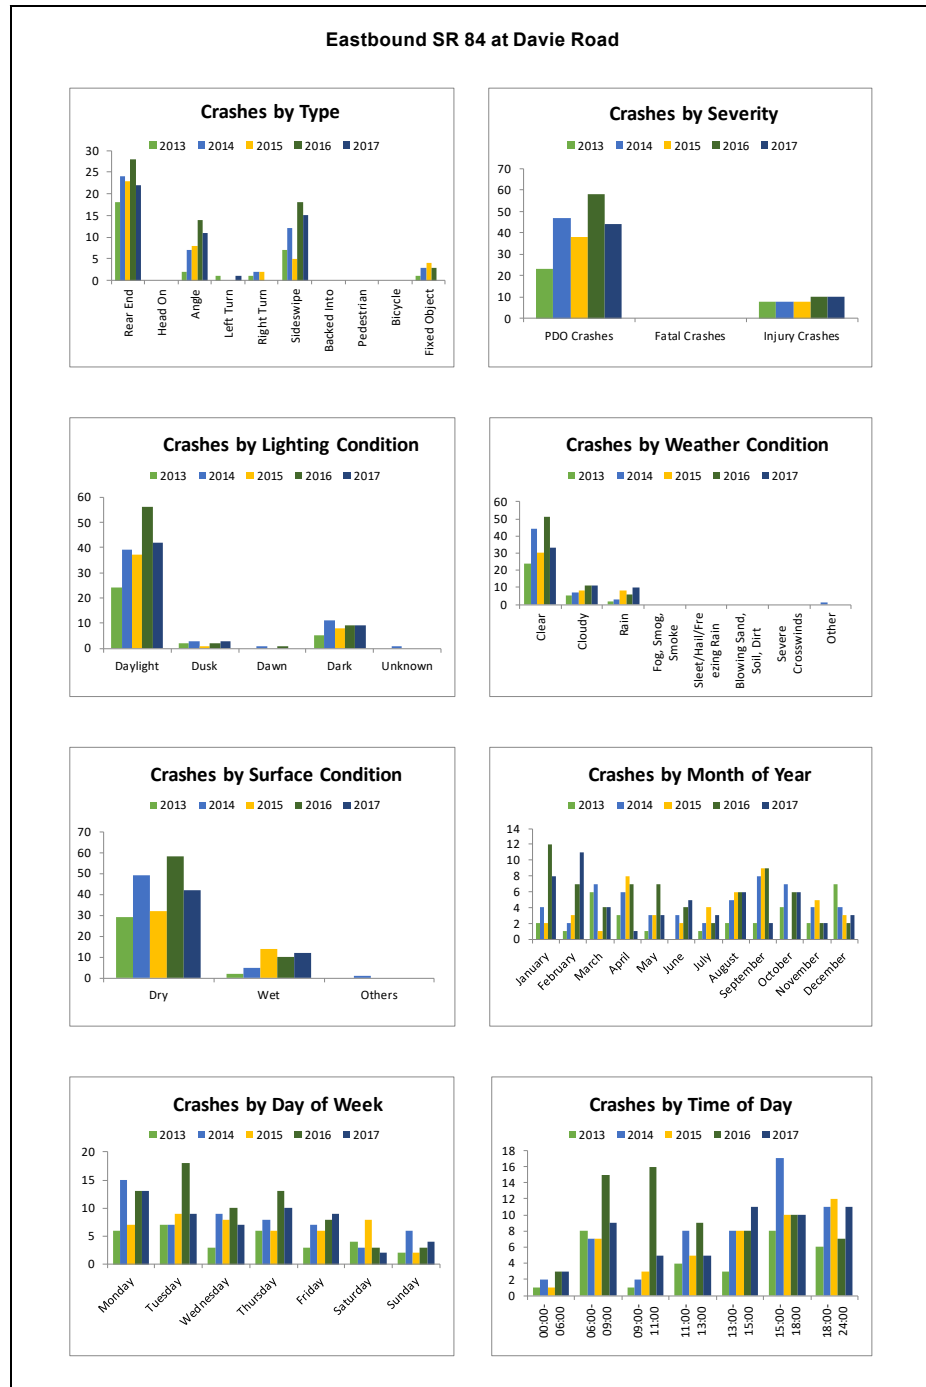 Eastbound SR 84 at Davie Road
Crashes by Type
2013 2014 2015 2016 2017
30
25
20
15
10
5
0
Rear End
Head On
Angle
Left Turn
Right Turn
Sideswipe
Backed Into
Pedestrian
Bicycle
Fixed Object
Crashes by Severity
2013 2014 2015 2016 2017
70
60
50
40
30
20
10
0
PDO Crashes
Fatal Crashes
Injury Crashes
Crashes by Lighting Condition
2013 2014 2015 2016 2017
60
50
40
30
20
10
0
Daylight
Dusk
Dawn
Dark
Unknown
Crashes by Weather Condition
2013 2014 2015 2016 2017
60
50
40
30
20
10
0
Clear
Cloudy
Rain
Fog, Smog,
Smoke
Sleet/Hail/Fre
ezing Rain
Blowing Sand,
Soil, Dirt
Severe
Crosswinds
Other
Crashes by Surface Condition
2013 2014 2015 2016 2017
70
60
50
40
30
20
10
0
Dry
Wet
Others
Crashes by Month of Year
2013 2014 2015 2016 2017
14
12
10
8
6
4
2
0
January
February
March
April
May
June
July
August
September
October
November
December
Crashes by Day of Week
2013 2014 2015 2016 2017
20
15
10
5
0
Monday
Tuesday
Wednesday
Thursday
Friday
Saturday
Sunday
Crashes by Time of Day
2013 2014 2015 2016 2017
18
16
14
12
10
8
6
4
2
0
00:00-
06:00
06:00-
09:00
09:00-
11:00
11:00-
13:00
13:00-
15:00
15:00-
18:00
18:00-
24:00